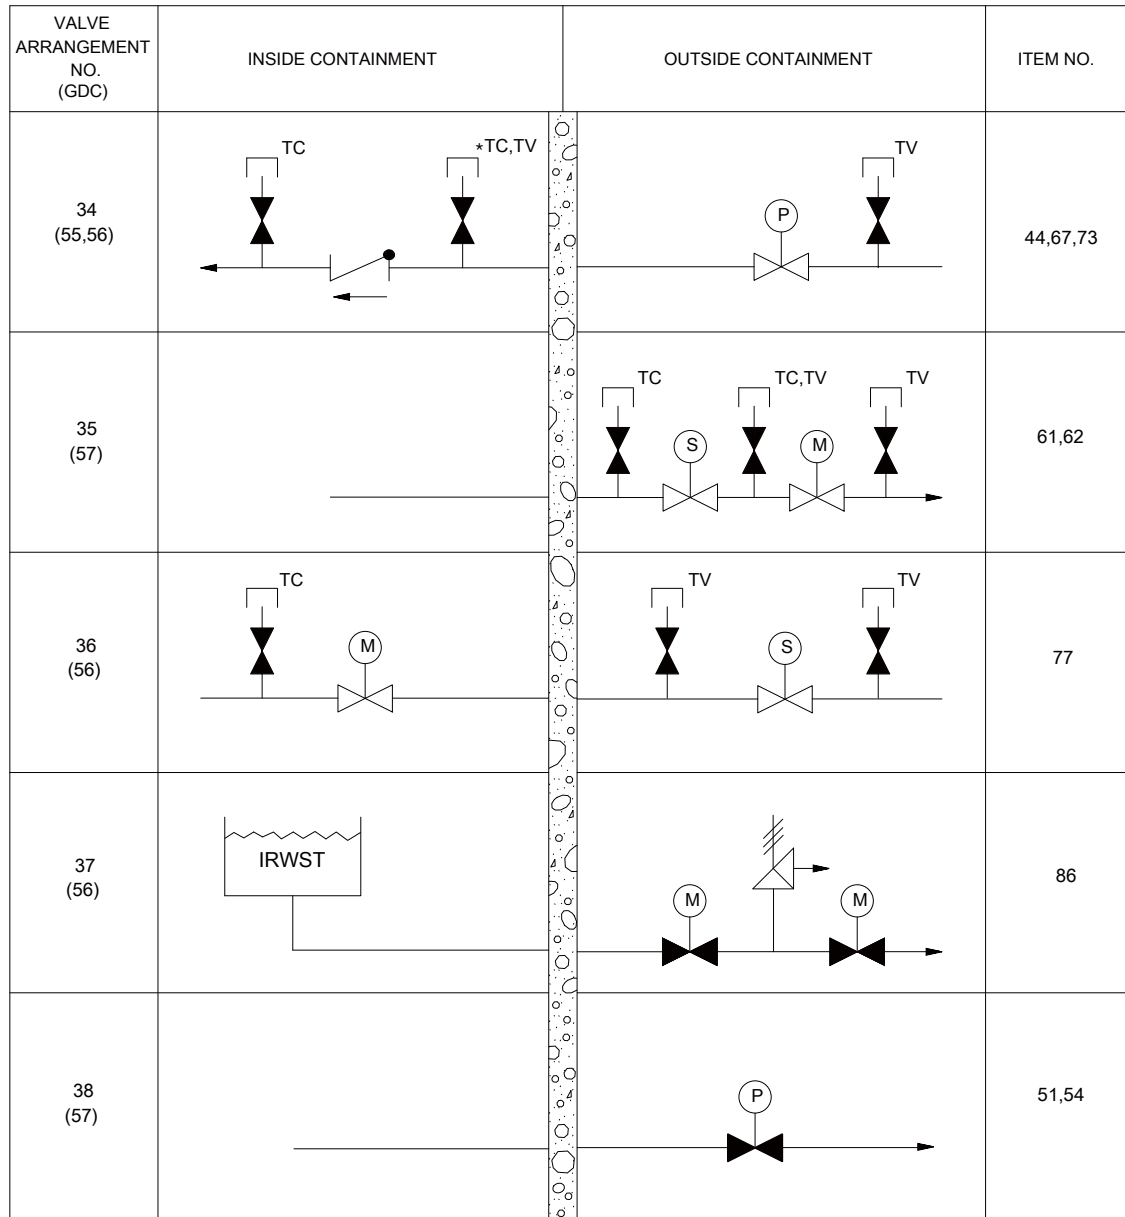 VALVE
ARRANGEMENT
NO.
(GDC)
INSIDE CONTAINMENT
OUTSIDE CONTAINMENT
ITEM NO.
34
(55,56)
TC
*TC,TV
P
TV
44,67,73
35
(57)
TC
S
TC,TV
M
TV
61,62
36
(56)
TC
M
TV
S
TV
77
37
(56)
IRWST
M
M
86
38
(57)
P
51,54